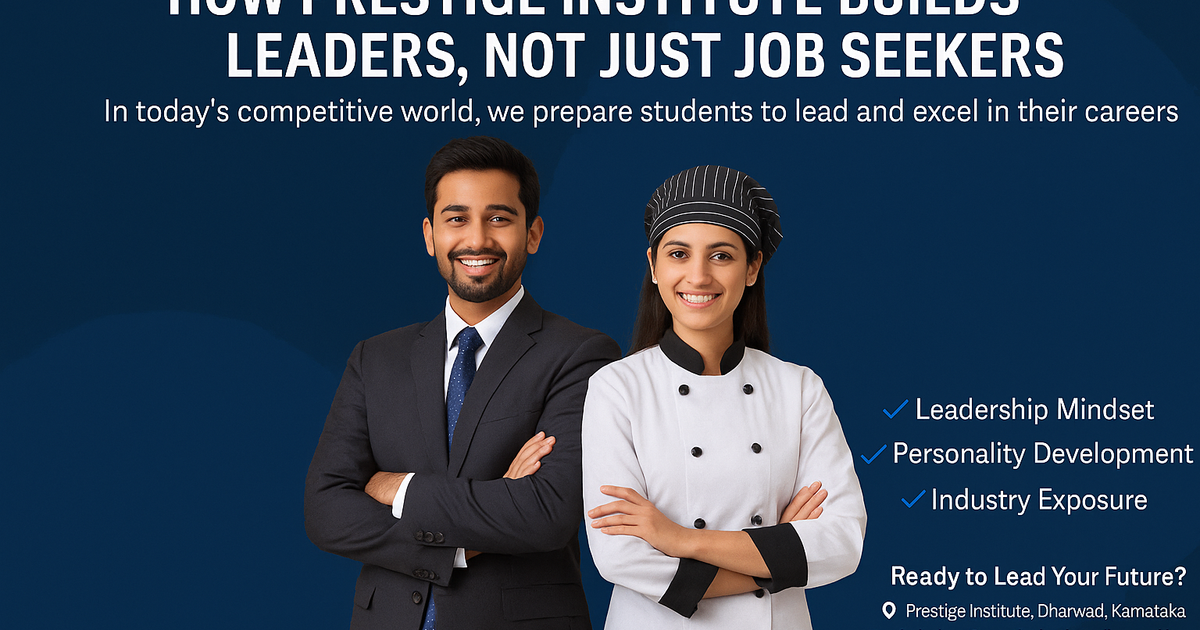 HOW PRESTIGE INSTITUTE BUILDS
LEADERS, NOT JUST JOB SEEKERS
In today's competitive world, we prepare students to lead and excel in their careers
Leadership Mindset
Personality Development
Industry Exposure
Ready to Lead Your Future?
Prestige Institute, Dharwad, Kamataka